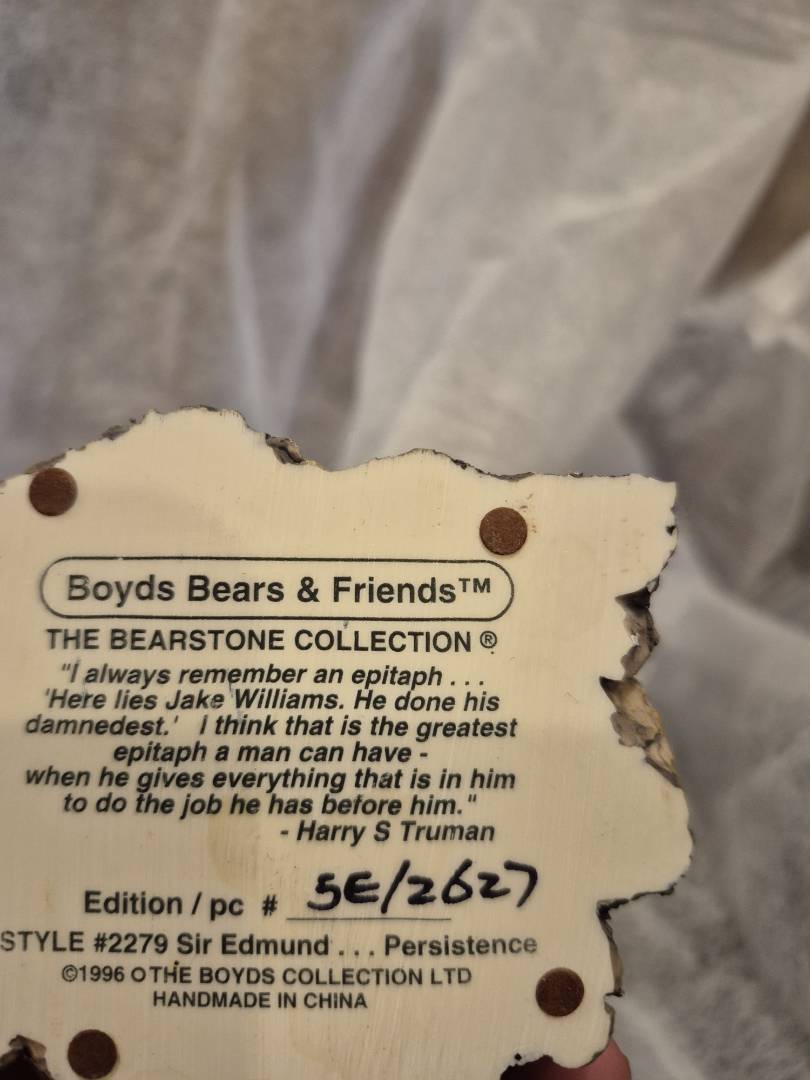 Boyds Bears & Friends™
THE BEARSTONE COLLECTION ®
"I always remember an epitaph . . .
'Here lies Jake Williams. He done his
damnedest.' I think that is the greatest
epitaph a man can have -
when he gives everything that is in him
to do the job he has before him."
- Harry S Truman
Edition / pc # 5E/2627
STYLE #2279 Sir Edmund . . . Persistence
©1996 OTHE BOYDS COLLECTION LTD
HANDMADE IN CHINA